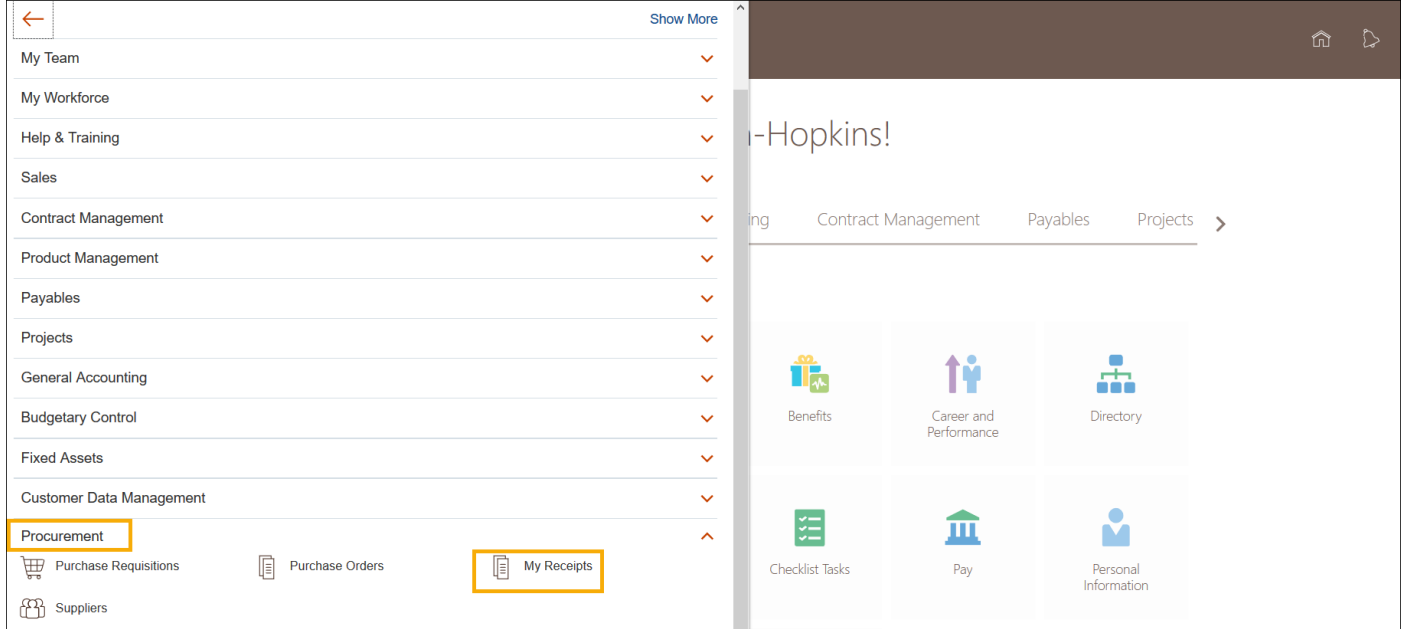 Show More
My Team
My Workforce
Help & Training
Sales
Contract Management
Product Management
Payables
Projects
General Accounting
Budgetary Control
Fixed Assets
Customer Data Management
Procurement
Purchase Requisitions
Purchase Orders
My Receipts
Suppliers
-Hopkins!
ing
Contract Management
Payables
Projects
Benefits
Career and
Performance
Directory
Checklist Tasks
Pay
Personal
Information